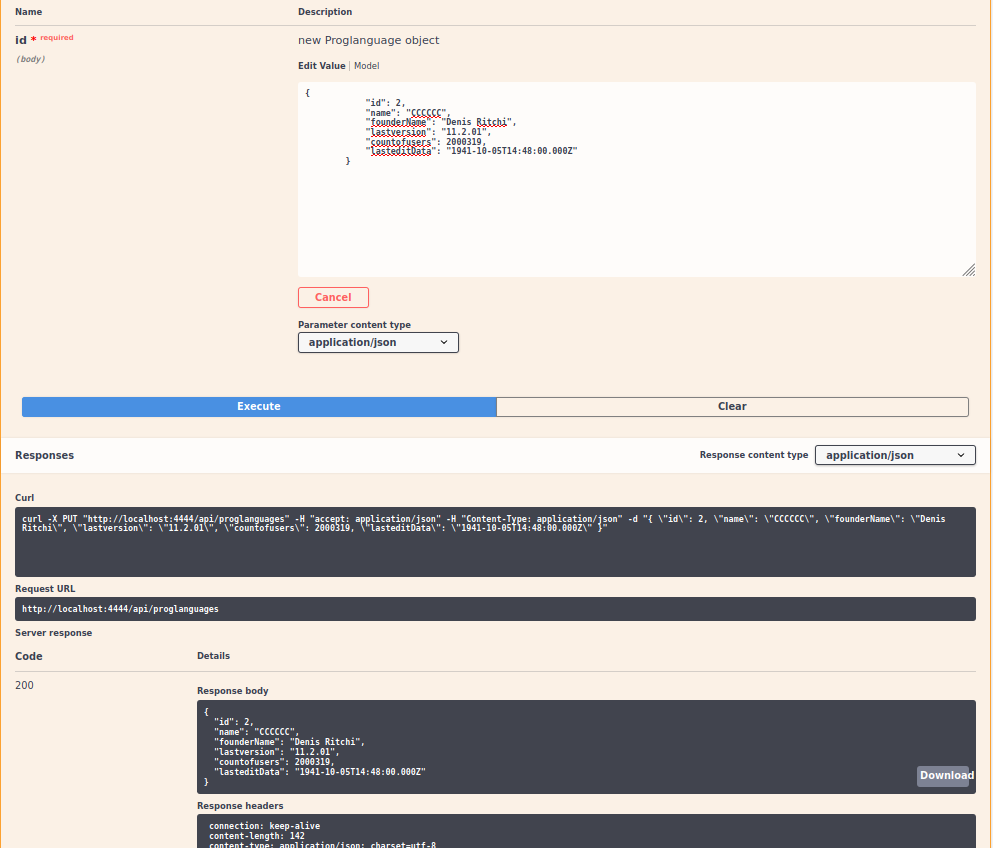 Name Description
id * required new Proglanguage object
(body)
Edit Value | Model
{
"id": 2,
"name": "CCCCCC",
"founderName": "Denis Ritchi",
"lastversion": "11.2.01",
"countofusers": 2000319,
"lasteditData": "1941-10-05T14:48:00.000Z"
}
Cancel
Parameter content type
application/json
Execute Clear
Responses Response content type application/json
Curl
curl -X PUT "http://localhost:4444/api/proglanguages" -H "accept: application/json" -H "Content-Type: application/json" -d "{ \"id\": 2, \"name\": \"CCCCCC\", \"founderName\": \"Denis
Ritchi\", \"lastversion\": \"11.2.01\", \"countofusers\": 2000319, \"lasteditData\": \"1941-10-05T14:48:00.000Z\" }"
Request URL
http://localhost:4444/api/proglanguages
Server response
Code Details
200
Response body
{
"id": 2,
"name": "CCCCCC",
"founderName": "Denis Ritchi",
"lastversion": "11.2.01",
"countofusers": 2000319,
"lasteditData": "1941-10-05T14:48:00.000Z"
}
Download
Response headers
connection: keep-alive
content-length: 142
content-type: application/json; charset=utf-8